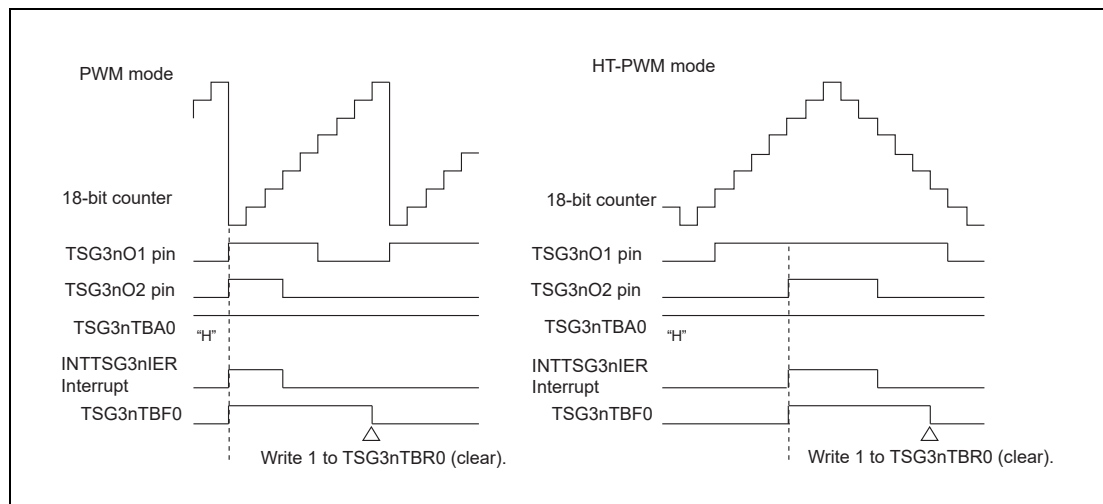 PWM mode
18-bit counter
TSG3nO1 pin
TSG3nO2 pin
TSG3nTBA0
“H”
INTTSG3nIER
Interrupt
TSG3nTBF0
Write 1 to TSG3nTBR0 (clear).
HT-PWM mode
18-bit counter
TSG3nO1 pin
TSG3nO2 pin
TSG3nTBA0
“H”
INTTSG3nIER
Interrupt
TSG3nTBF0
Write 1 to TSG3nTBR0 (clear).